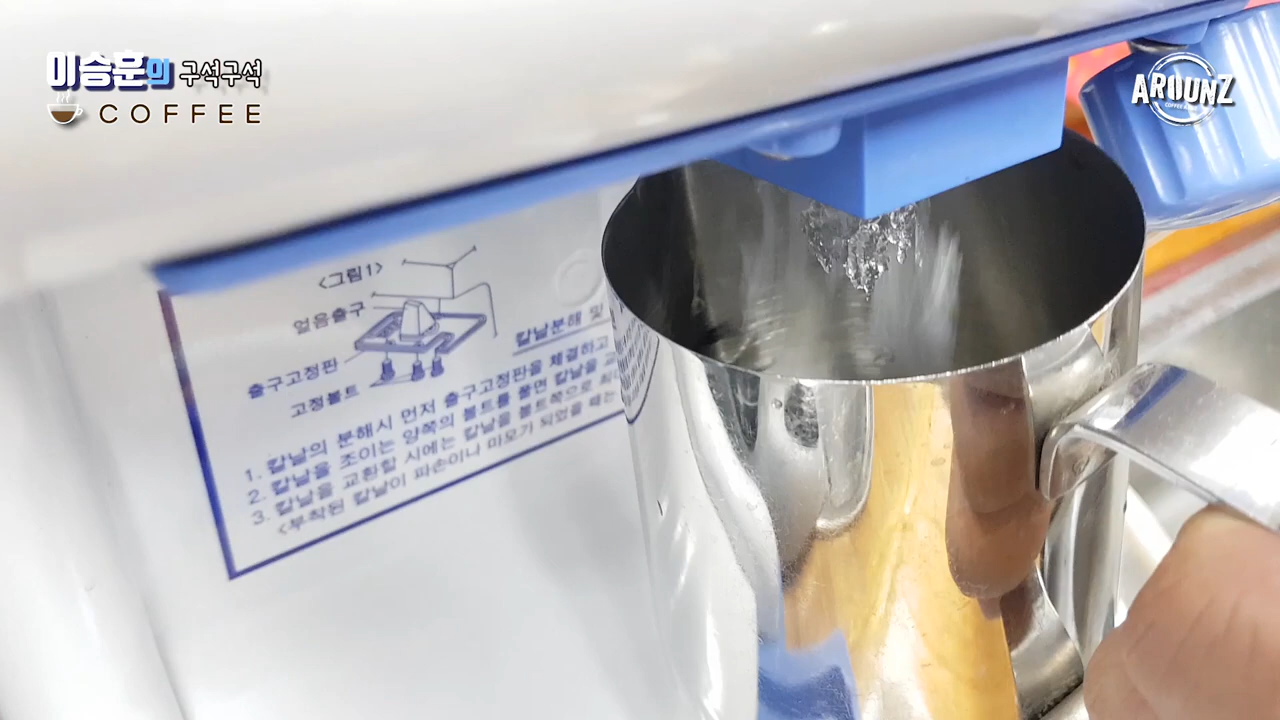 이승훈의 구석구석
COFFEE
AROUNZ
<그림1>
얼음출구
출구고정판
고정볼트
칼날분해 및
1. 칼날의 분해시 먼저 출구고정판을 체결하고
2. 칼날을 조이는 양쪽의 볼트를 풀면 칼날을
3. 칼날을 교환할 시에는 칼날을 볼트쪽으로
<부착된 칼날이 파손이나 마모가 되었을 때는